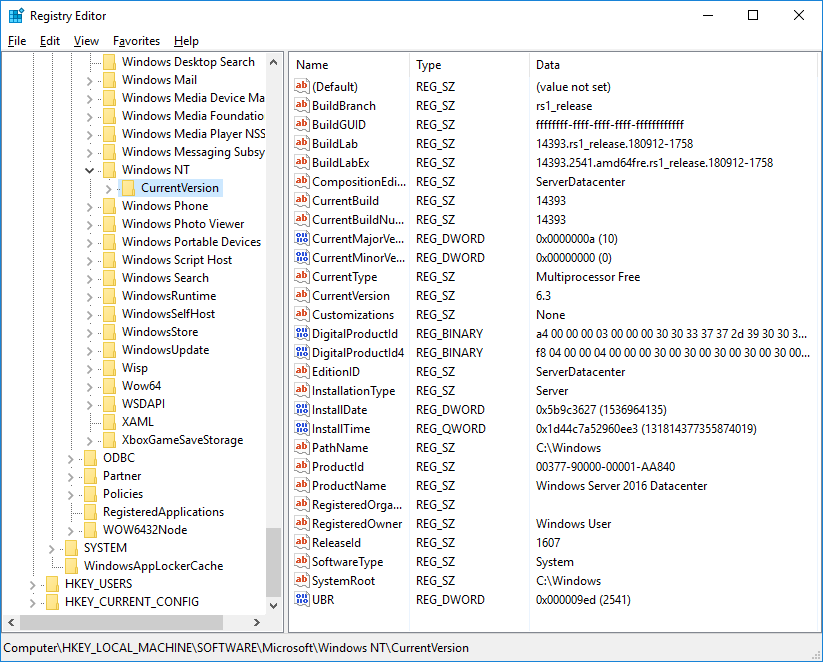 Registry Editor
File Edit View Favorites Help
Windows Desktop Search
Windows Mail
Windows Media Device Ma
Windows Media Foundatio
Windows Media Player NSS
Windows Messaging Subsy
Windows NT
CurrentVersion
Windows Phone
Windows Photo Viewer
Windows Portable Devices
Windows Script Host
Windows Search
WindowsRuntime
WindowsSelfHost
WindowsStore
WindowsUpdate
Wisp
Wow64
WSDAPI
XAML
XboxGameSaveStorage
ODBC
Partner
Policies
RegisteredApplications
WOW6432Node
SYSTEM
WindowsAppLockerCache
HKEY_USERS
HKEY_CURRENT_CONFIG
Name Type Data
(Default) REG_SZ (value not set)
BuildBranch REG_SZ rs1_release
BuildGUID REG_SZ ffffffff-ffff-ffff-ffff-ffffffffffff
BuildLab REG_SZ 14393.rs1_release.180912-1758
BuildLabEx REG_SZ 14393.2541.amd64fre.rs1_release.180912-1758
CompositionEdi... REG_SZ ServerDatacenter
CurrentBuild REG_SZ 14393
CurrentBuildNu... REG_SZ 14393
CurrentMajorVe... REG_DWORD 0x0000000a (10)
CurrentMinorVe... REG_DWORD 0x00000000 (0)
CurrentType REG_SZ Multiprocessor Free
CurrentVersion REG_SZ 6.3
Customizations REG_SZ None
DigitalProductId REG_BINARY a4 00 00 00 03 00 00 00 30 30 33 37 37 2d 39 30 30 3...
DigitalProductId4 REG_BINARY f8 04 00 00 04 00 00 00 30 00 30 00 30 00 30 00 30 00...
EditionID REG_SZ ServerDatacenter
InstallationType REG_SZ Server
InstallDate REG_DWORD 0x5b9c3627 (1536964135)
InstallTime REG_QWORD 0x1d44c7a52960ee3 (131814377355874019)
PathName REG_SZ C:\Windows
ProductId REG_SZ 00377-90000-00001-AA840
ProductName REG_SZ Windows Server 2016 Datacenter
RegisteredOrga... REG_SZ
RegisteredOwner REG_SZ Windows User
ReleaseId REG_SZ 1607
SoftwareType REG_SZ System
SystemRoot REG_SZ C:\Windows
UBR REG_DWORD 0x000009ed (2541)
Computer\HKEY_LOCAL_MACHINE\SOFTWARE\Microsoft\Windows NT\CurrentVersion